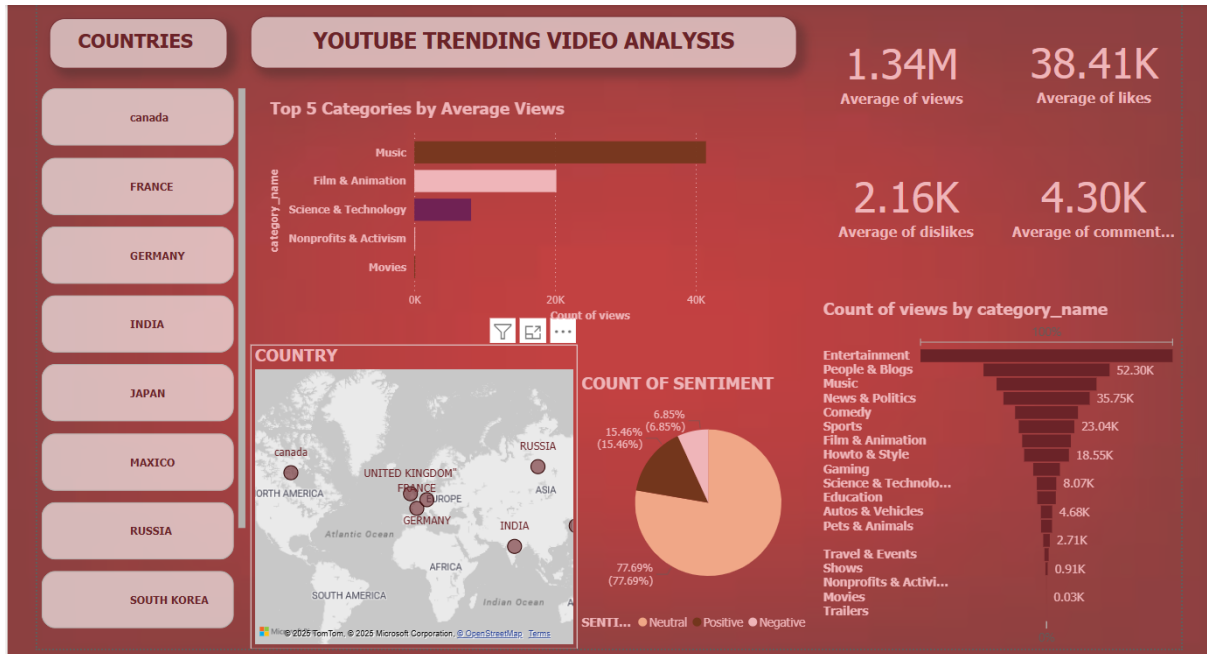 COUNTRIES
canada
FRANCE
GERMANY
INDIA
JAPAN
MAXICO
RUSSIA
SOUTH KOREA
YOUTUBE TRENDING VIDEO ANALYSIS
1.34M
Average of views
38.41K
Average of likes
2.16K
Average of dislikes
4.30K
Average of comment...
Top 5 Categories by Average Views
category_name
Music
Film & Animation
Science & Technology
Nonprofits & Activism
Movies
0K
20K
40K
Count of views
COUNTRY
canada
RUSSIA
UNITED KINGDOM"
FRANCE
EUROPE
ASIA
GERMANY
INDIA
ORTH AMERICA
Atlantic Ocean
AFRICA
SOUTH AMERICA
Indian Ocean
A
© 2025 TomTom, © 2025 Microsoft Corporation, © OpenStreetMap Terms
COUNT OF SENTIMENT
6.85%
(6.85%)
15.46%
(15.46%)
77.69%
(77.69%)
SENTI... Neutral Positive Negative
Count of views by category_name
Entertainment
People & Blogs 52.30K
Music
News & Politics 35.75K
Comedy
Sports 23.04K
Film & Animation
Howto & Style 18.55K
Gaming
Science & Technolo... 8.07K
Education
Autos & Vehicles 4.68K
Pets & Animals
2.71K
Travel & Events
Shows 0.91K
Nonprofits & Activi...
Movies 0.03K
Trailers